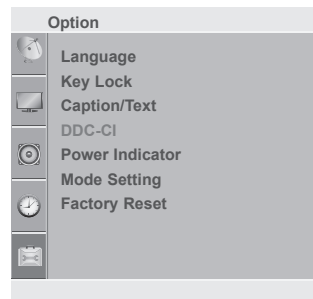 Option
Language
Key Lock
Caption/Text
DDC-CI
Power Indicator
Mode Setting
Factory Reset